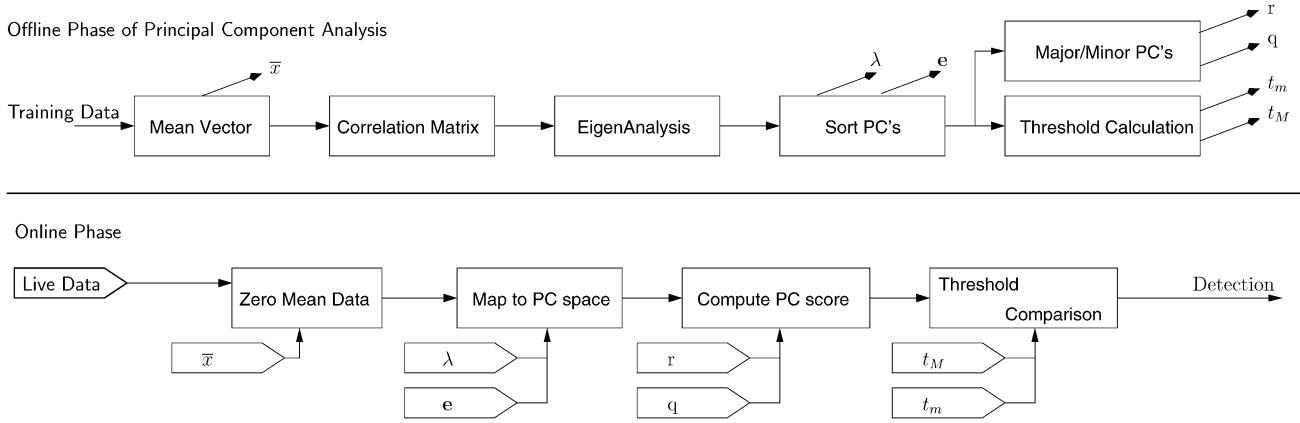 Offline Phase of Principal Component Analysis
Training Data
Mean Vector
x̅
Correlation Matrix
EigenAnalysis
Sort PC's
λ
e
Major/Minor PC's
r
q
Threshold Calculation
t_m
t_M
Online Phase
Live Data
Zero Mean Data
x̅
Map to PC space
λ
e
Compute PC score
r
q
Threshold
Comparison
t_M
t_m
Detection